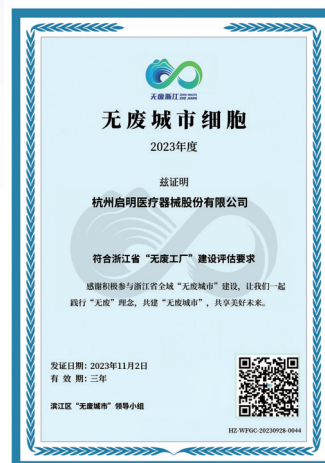 无废浙江 ZERO-WASTE ZHE JIANG
无废城市细胞
2023年度
兹证明
杭州启明医疗器械股份有限公司
符合浙江省“无废工厂”建设评估要求
感谢积极参与浙江省全域“无废城市”建设，让我们一起
践行“无废”理念，共建“无废城市”，共享美好未来。
发证日期：2023年11月2日
有 效 期：三年
滨江区“无废城市”领导小组
HZ-WFGC-20230928-0044